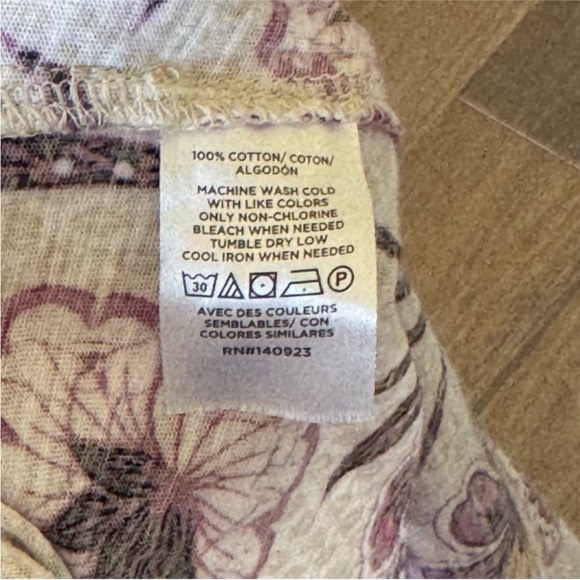 100% COTTON/ COTON/
ALGODÓN
MACHINE WASH COLD
WITH LIKE COLORS
ONLY NON-CHLORINE
BLEACH WHEN NEEDED
TUMBLE DRY LOW
COOL IRON WHEN NEEDED
30 P
AVEC DES COULEURS
SEMBLABLES/ CON
COLORES SIMILARES
RN#140923